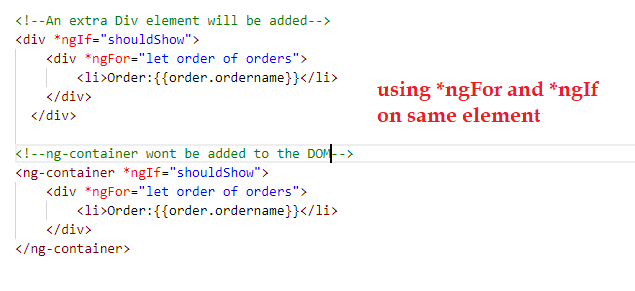 <!--An extra Div element will be added-->
<div *ngIf="shouldShow">
    <div *ngFor="let order of orders">
        <li>Order:{{order.ordername}}</li>
    </div>
  </div>
using *ngFor and *ngIf
on same element
<!--ng-container wont be added to the DOM-->
<ng-container *ngIf="shouldShow">
    <div *ngFor="let order of orders">
        <li>Order:{{order.ordername}}</li>
    </div>
</ng-container>